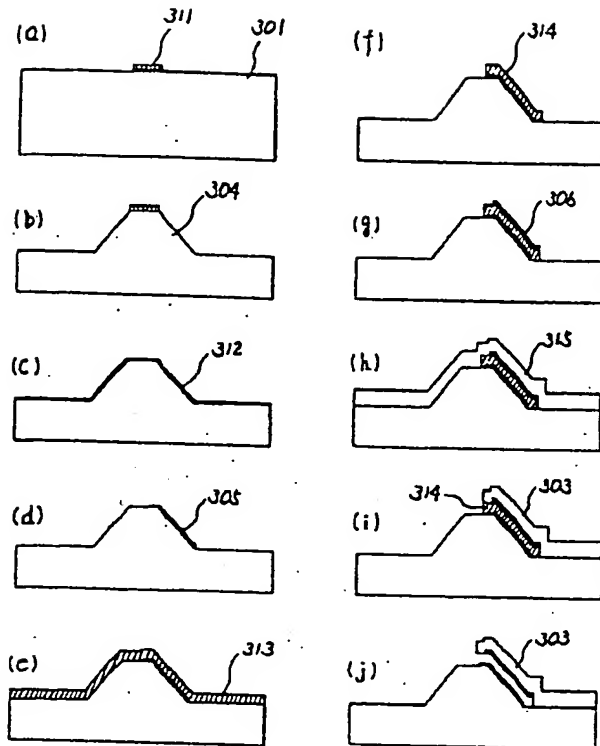 (a) 311 301
(b) 304
(c) 312
(d) 305
(e) 313
(f) 314
(g) 306
(h) 315
(i) 314 303
(j) 303